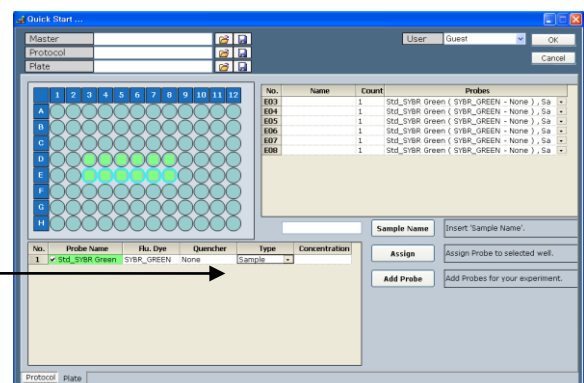 Quick Start ...
Master
Protocol
Plate
User Guest
OK
Cancel
1 2 3 4 5 6 7 8 9 10 11 12
A
B
C
D
E
F
G
H
No. Name Count Probes
E03 1 Std_SYBR Green ( SYBR_GREEN - None ) , Sa
E04 1 Std_SYBR Green ( SYBR_GREEN - None ) , Sa
E05 1 Std_SYBR Green ( SYBR_GREEN - None ) , Sa
E06 1 Std_SYBR Green ( SYBR_GREEN - None ) , Sa
E07 1 Std_SYBR Green ( SYBR_GREEN - None ) , Sa
E08 1 Std_SYBR Green ( SYBR_GREEN - None ) , Sa
Sample Name Insert 'Sample Name'.
Assign Assign Probe to selected well.
Add Probe Add Probes for your experiment.
No. Probe Name Flu. Dye Quencher Type Concentration
1 Std_SYBR Green SYBR_GREEN None Sample
Protocol Plate